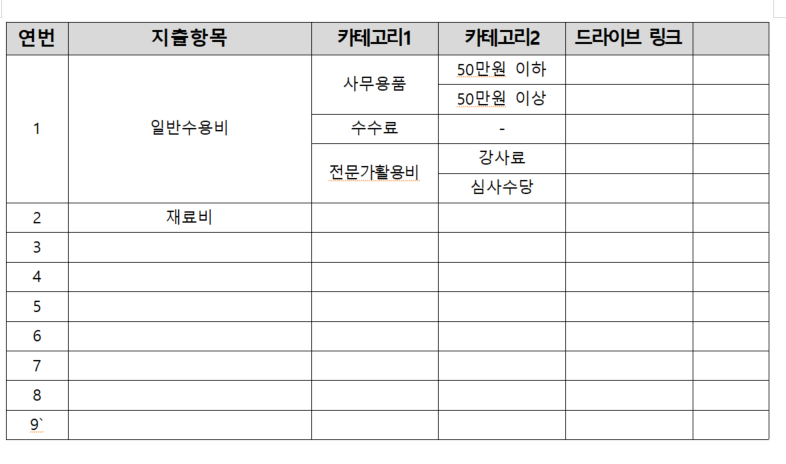 연번 지출항목 카테고리1 카테고리2 드라이브 링크
1 일반수용비 사무용품 50만원 이하
50만원 이상
수수료 -
전문가활용비 강사료
심사수당
2 재료비
3
4
5
6
7
8
9`